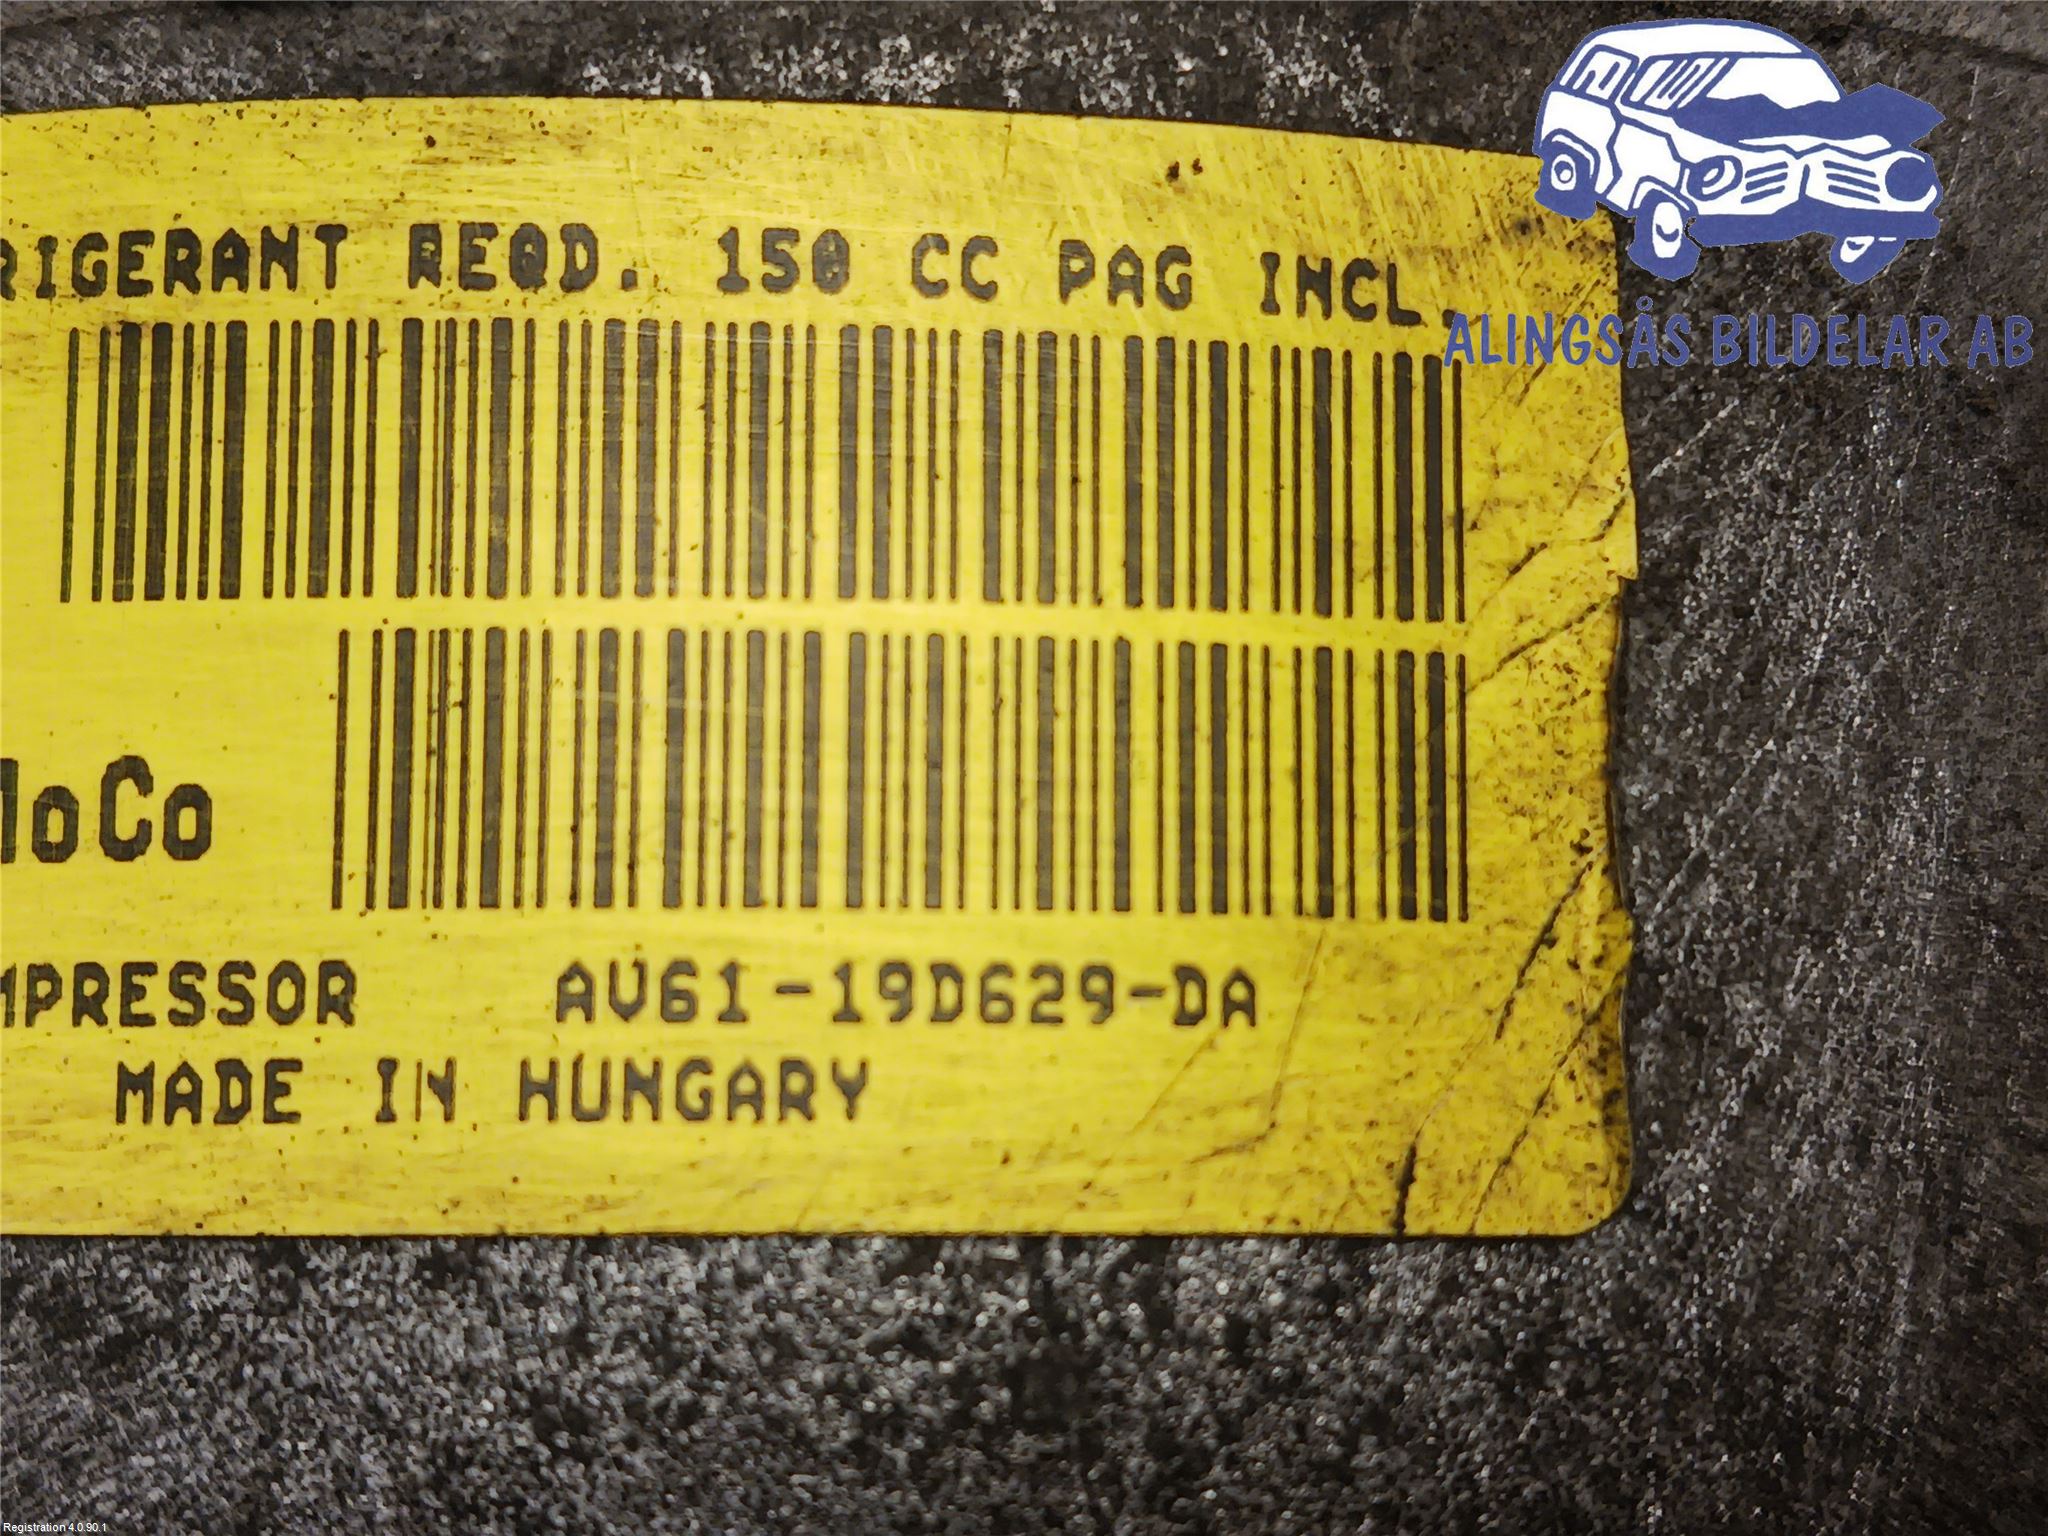 RIGERANT REQD. 150 CC PAG INCL.
ALINGSÅS BILDELAR AB
MoCo
MPRESSOR AV61-19D629-DA
MADE IN HUNGARY
Registration 4.0.90.1